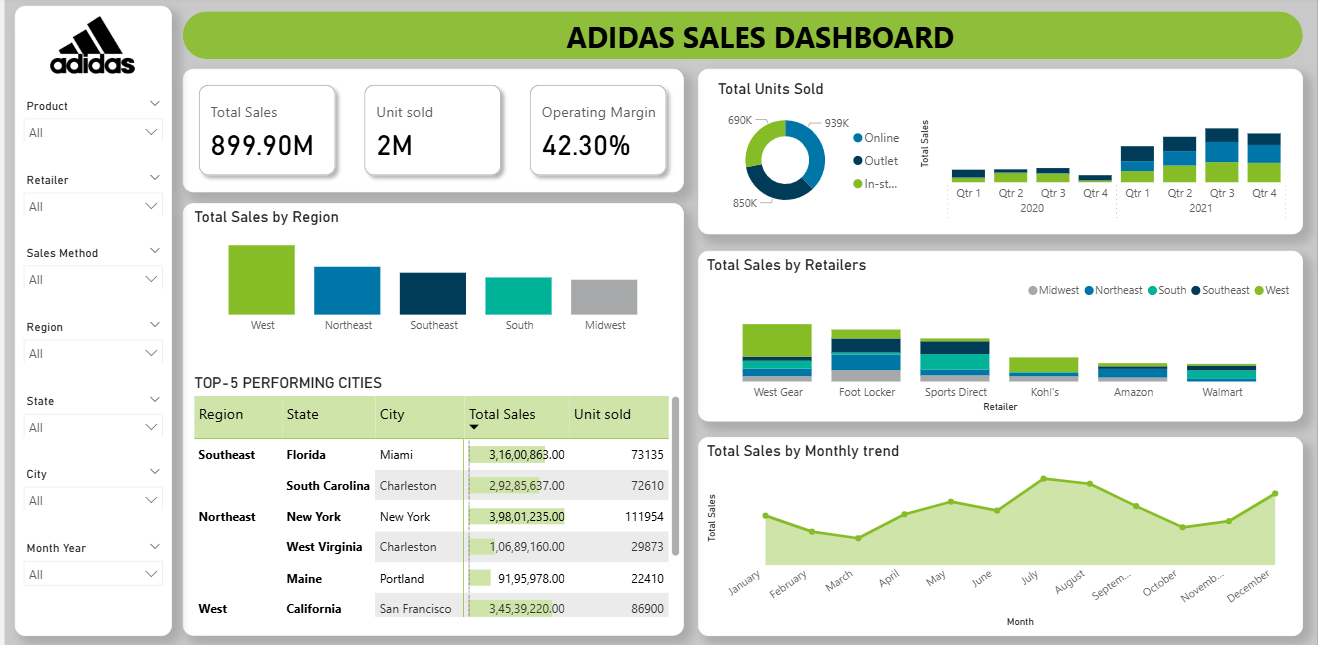 adidas
ADIDAS SALES DASHBOARD
Product
All
Retailer
All
Sales Method
All
Region
All
State
All
City
All
Month Year
All
Total Sales
899.90M
Unit sold
2M
Operating Margin
42.30%
Total Sales by Region
West Northeast Southeast South Midwest
TOP-5 PERFORMING CITIES
Region State City Total Sales Unit sold
Southeast Florida Miami 3,16,00,863.00 73135
South Carolina Charleston 2,92,85,637.00 72610
Northeast New York New York 3,98,01,235.00 111954
West Virginia Charleston 1,06,89,160.00 29873
Maine Portland 91,95,978.00 22410
West California San Francisco 3,45,39,220.00 86900
Total Units Sold
690K
939K
850K
Online
Outlet
In-st...
Total Sales
Qtr 1 Qtr 2 Qtr 3 Qtr 4 Qtr 1 Qtr 2 Qtr 3 Qtr 4
2020 2021
Total Sales by Retailers
Midwest Northeast South Southeast West
West Gear Foot Locker Sports Direct Kohl's Amazon Walmart
Retailer
Total Sales by Monthly trend
Total Sales
January February March April May June July August Septem... October Novemb... December
Month